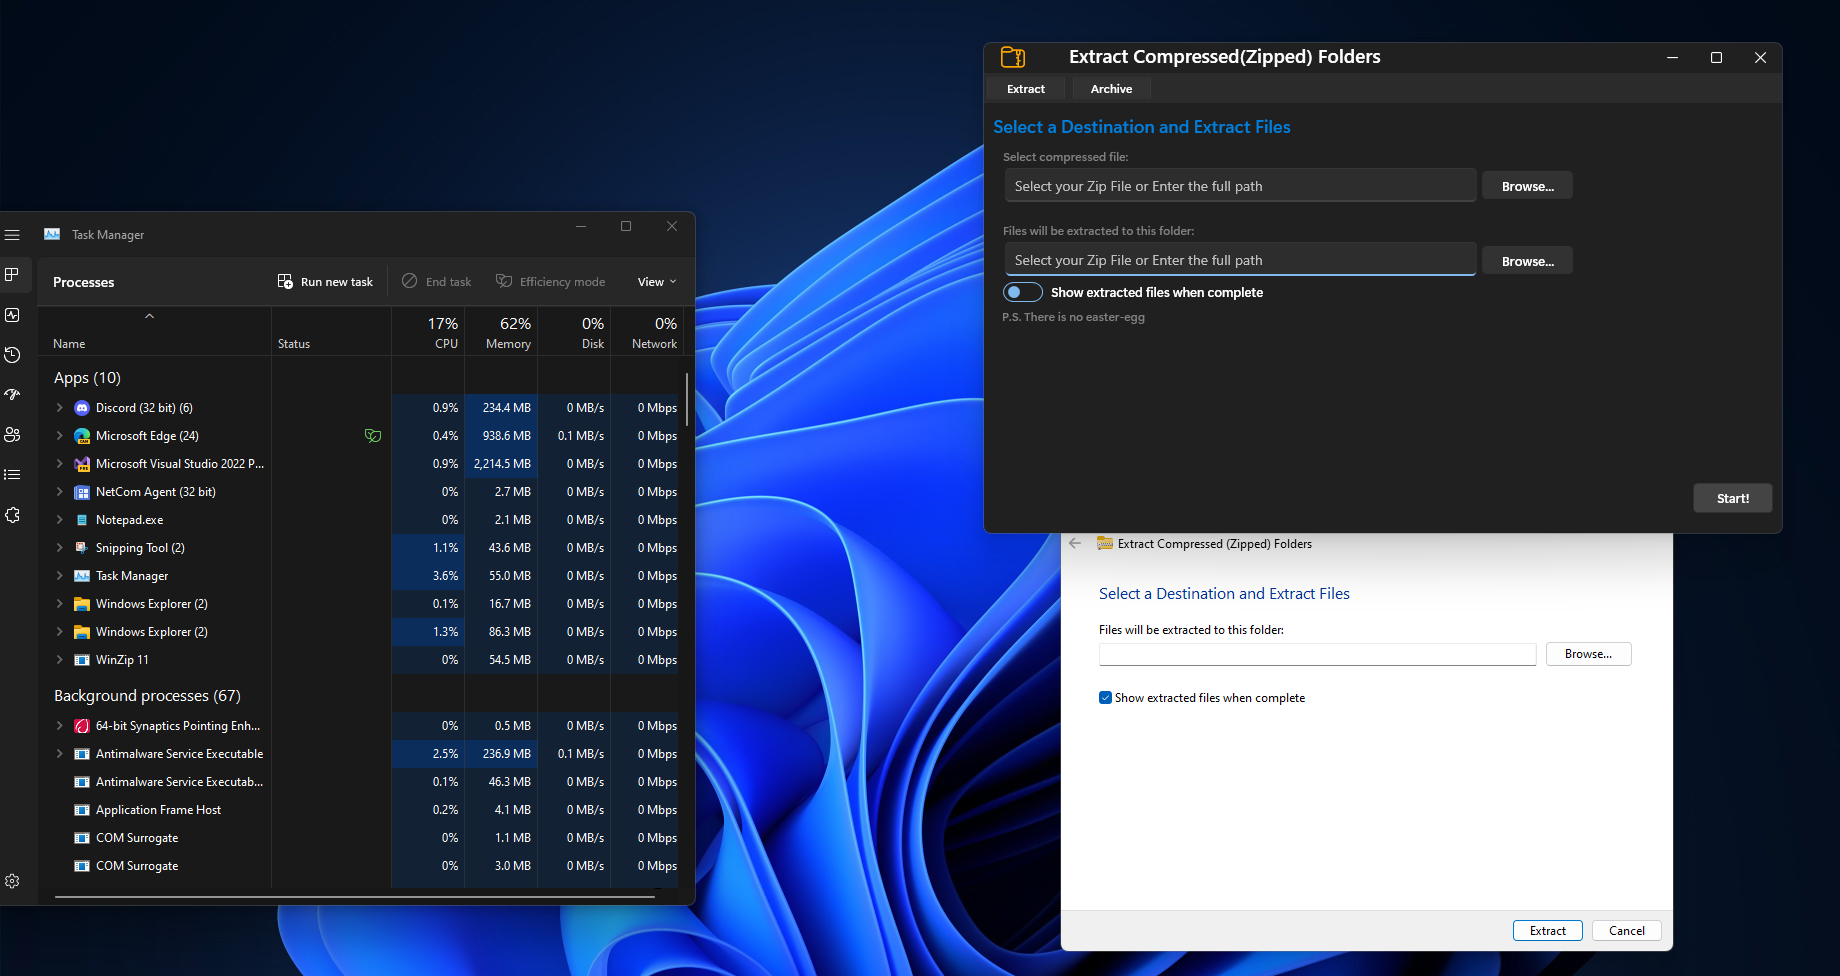 Task Manager
Processes
Run new task
End task
Efficiency mode
View
Name
Status
17%
CPU
62%
Memory
0%
Disk
0%
Network
Apps (10)
Discord (32 bit) (6) 0.9% 234.4 MB 0 MB/s 0 Mbps
Microsoft Edge (24) 0.4% 938.6 MB 0.1 MB/s 0 Mbps
Microsoft Visual Studio 2022 P... 0.9% 2,214.5 MB 0 MB/s 0 Mbps
NetCom Agent (32 bit) 0% 2.7 MB 0 MB/s 0 Mbps
Notepad.exe 0% 2.1 MB 0 MB/s 0 Mbps
Snipping Tool (2) 1.1% 43.6 MB 0 MB/s 0 Mbps
Task Manager 3.6% 55.0 MB 0 MB/s 0 Mbps
Windows Explorer (2) 0.1% 16.7 MB 0 MB/s 0 Mbps
Windows Explorer (2) 1.3% 86.3 MB 0 MB/s 0 Mbps
WinZip 11 0% 54.5 MB 0 MB/s 0 Mbps
Background processes (67)
64-bit Synaptics Pointing Enh... 0% 0.5 MB 0 MB/s 0 Mbps
Antimalware Service Executable 2.5% 236.9 MB 0.1 MB/s 0 Mbps
Antimalware Service Executab... 0.1% 46.3 MB 0 MB/s 0 Mbps
Application Frame Host 0.2% 4.1 MB 0 MB/s 0 Mbps
COM Surrogate 0% 1.1 MB 0 MB/s 0 Mbps
COM Surrogate 0% 3.0 MB 0 MB/s 0 Mbps
Extract Compressed(Zipped) Folders
Extract
Archive
Select a Destination and Extract Files
Select compressed file:
Select your Zip File or Enter the full path
Browse...
Files will be extracted to this folder:
Select your Zip File or Enter the full path
Browse...
Show extracted files when complete
P.S. There is no easter-egg
Start!
Extract Compressed (Zipped) Folders
Select a Destination and Extract Files
Files will be extracted to this folder:
Browse...
Show extracted files when complete
Extract
Cancel